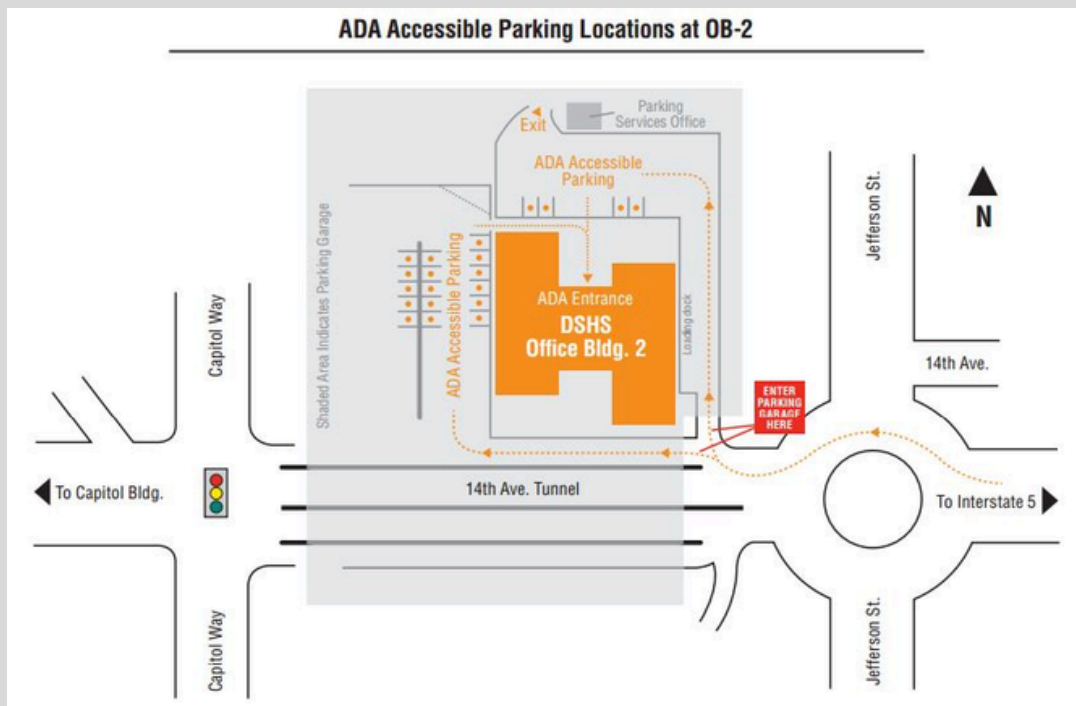 ADA Accessible Parking Locations at OB-2
Parking
Services Office
Exit
ADA Accessible
Parking
Jefferson St.
N
Shaded Area Indicates Parking Garage
ADA Accessible Parking
ADA Entrance
DSHS
Office Bldg. 2
Loading dock
Capitol Way
14th Ave.
ENTER
PARKING
GARAGE
HERE
To Capitol Bldg.
14th Ave. Tunnel
To Interstate 5
Capitol Way
Jefferson St.